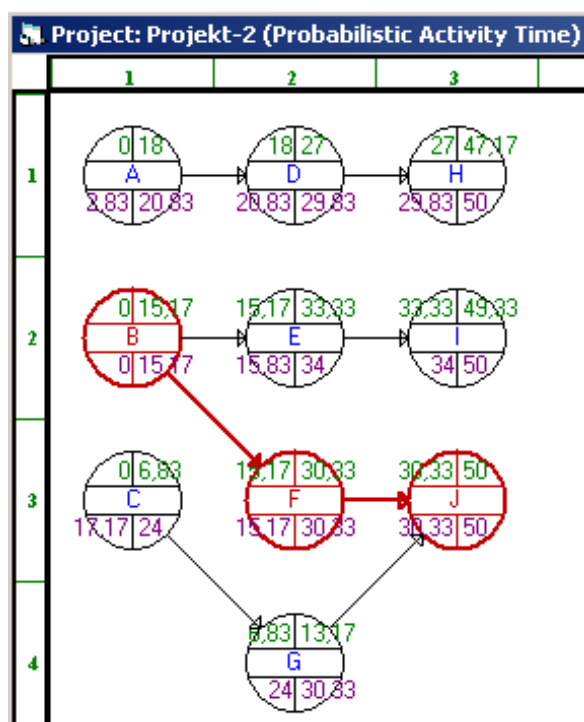 Project: Projekt-2 (Probabilistic Activity Time)
1 2 3
0 18 18 27 27 47,17
1 A D H
2,83 20,83 20,83 29,83 29,83 50
0 15,17 15,17 33,33 33,33 49,33
2 B E I
0 15,17 15,83 34 34 50
0 6,83 15,17 30,33 30,33 50
3 C F J
17,17 24 15,17 30,33 30,33 50
6,83 13,17
4 G
24 30,33